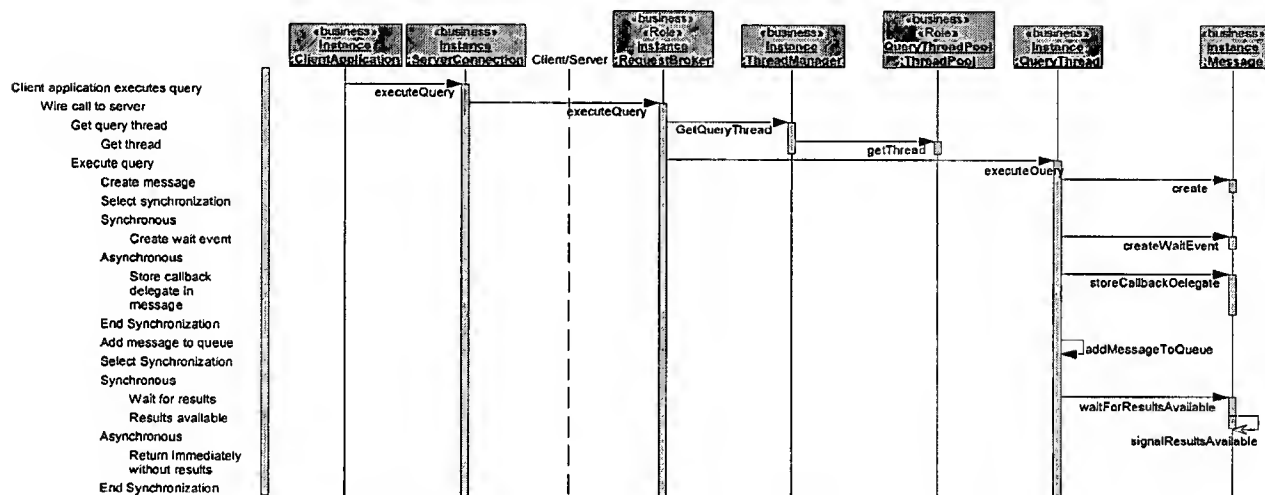 «business»
Instance
:ClientApplication
«business»
Instance
:ServerConnection
Client/Server
«business»
«Role»
Instance
:RequestBroker
«business»
Instance
:ThreadManager
«business»
«Role»
QueryThreadPool
:ThreadPool
«business»
Instance
:QueryThread
«business»
Instance
:Message
Client application executes query
executeQuery
Wire call to server
executeQuery
Get query thread
GetQueryThread
Get thread
getThread
Execute query
executeQuery
Create message
create
Select synchronization
Synchronous
Create wait event
createWaitEvent
Asynchronous
Store callback
delegate in
message
storeCallbackDelegate
End Synchronization
Add message to queue
addMessageToQueue
Select Synchronization
Synchronous
Wait for results
waitForResultsAvailable
Results available
signalResultsAvailable
Asynchronous
Return Immediately
without results
End Synchronization